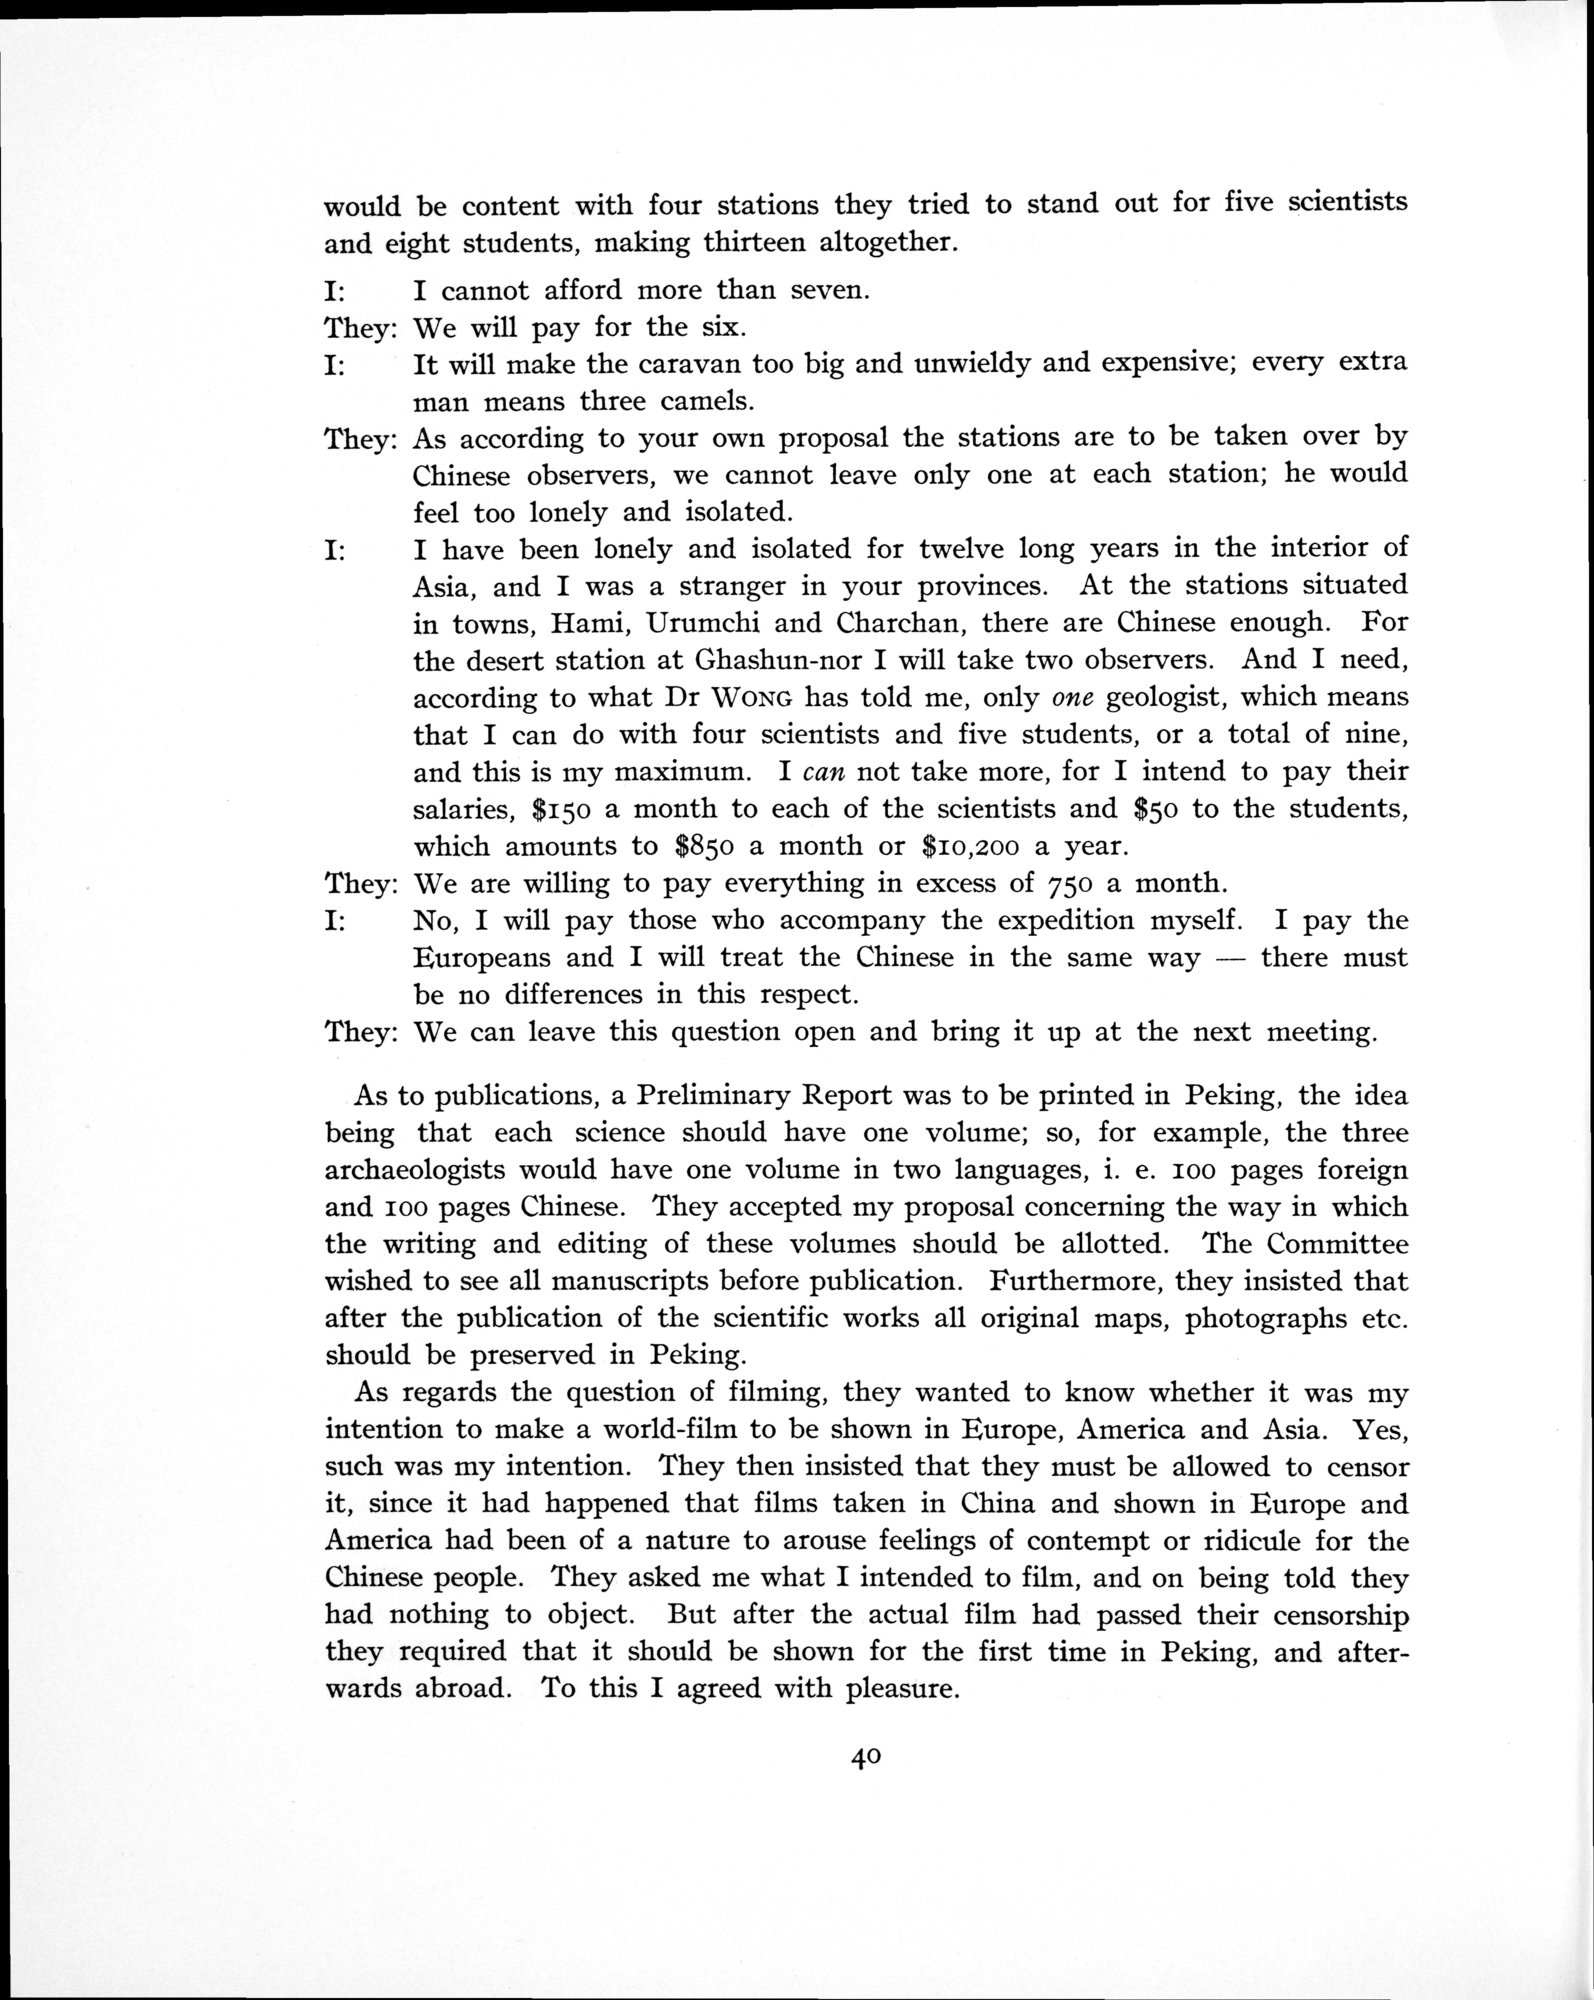 would be content with four stations they tried to stand out for five scientists
and eight students, making thirteen altogether.
I: I cannot afford more than seven.
They: We will pay for the six.
I: It will make the caravan too big and unwieldy and expensive; every extra
man means three camels.
They: As according to your own proposal the stations are to be taken over by
Chinese observers, we cannot leave only one at each station; he would
feel too lonely and isolated.
I: I have been lonely and isolated for twelve long years in the interior of
Asia, and I was a stranger in your provinces. At the stations situated
in towns, Hami, Urumchi and Charchan, there are Chinese enough. For
the desert station at Ghashun-nor I will take two observers. And I need,
according to what Dr WONG has told me, only one geologist, which means
that I can do with four scientists and five students, or a total of nine,
and this is my maximum. I can not take more, for I intend to pay their
salaries, $150 a month to each of the scientists and $50 to the students,
which amounts to $850 a month or $10,200 a year.
They: We are willing to pay everything in excess of 750 a month.
I: No, I will pay those who accompany the expedition myself. I pay the
Europeans and I will treat the Chinese in the same way — there must
be no differences in this respect.
They: We can leave this question open and bring it up at the next meeting.
As to publications, a Preliminary Report was to be printed in Peking, the idea
being that each science should have one volume; so, for example, the three
archaeologists would have one volume in two languages, i. e. 100 pages foreign
and 100 pages Chinese. They accepted my proposal concerning the way in which
the writing and editing of these volumes should be allotted. The Committee
wished to see all manuscripts before publication. Furthermore, they insisted that
after the publication of the scientific works all original maps, photographs etc.
should be preserved in Peking.
As regards the question of filming, they wanted to know whether it was my
intention to make a world-film to be shown in Europe, America and Asia. Yes,
such was my intention. They then insisted that they must be allowed to censor
it, since it had happened that films taken in China and shown in Europe and
America had been of a nature to arouse feelings of contempt or ridicule for the
Chinese people. They asked me what I intended to film, and on being told they
had nothing to object. But after the actual film had passed their censorship
they required that it should be shown for the first time in Peking, and after-
wards abroad. To this I agreed with pleasure.
40